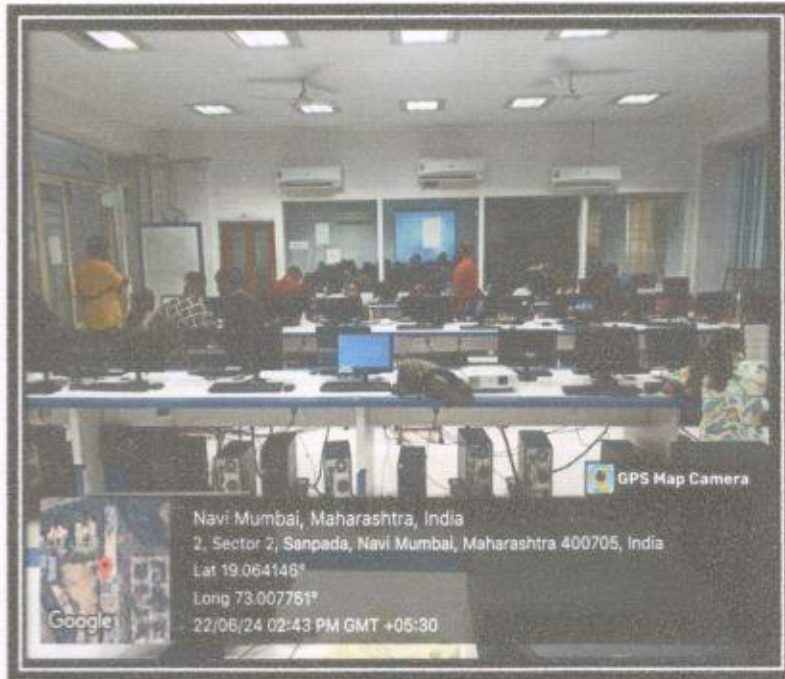 GPS Map Camera
Navi Mumbai, Maharashtra, India
2, Sector 2, Sanpada, Navi Mumbai, Maharashtra 400705, India
Lat 19.064146°
Long 73.007761°
22/06/24 02:43 PM GMT +05:30
Google